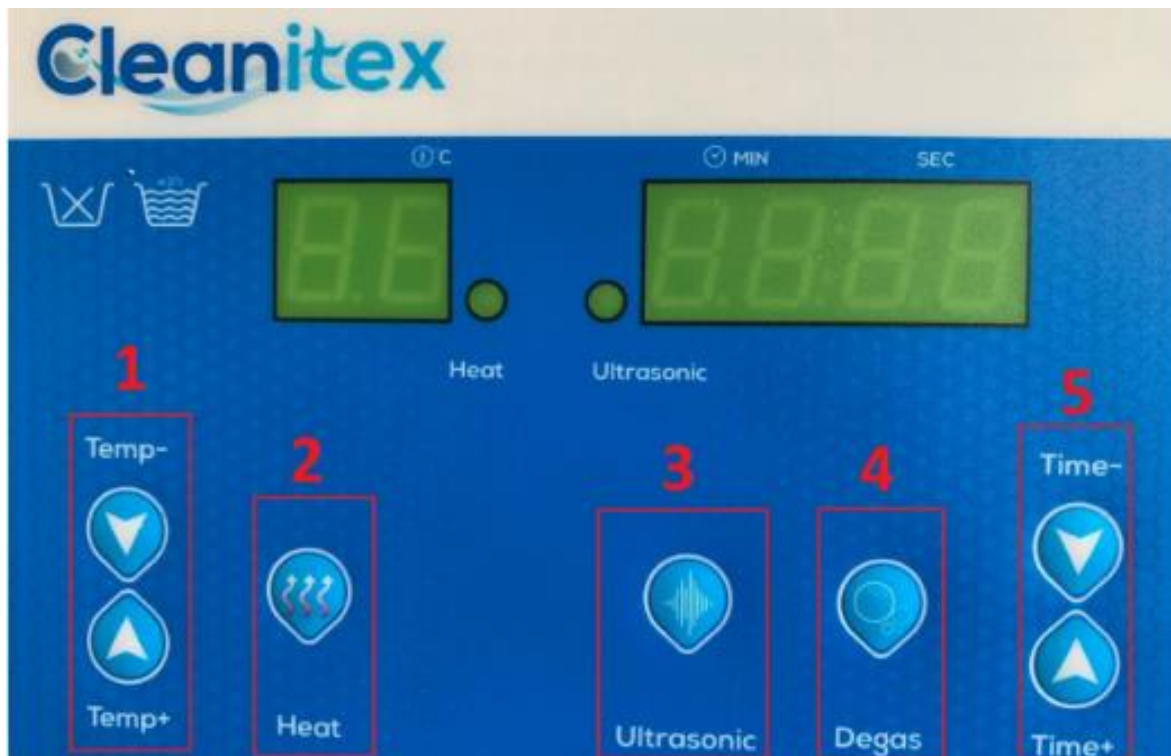 Cleanitex
C
MIN SEC
Heat Ultrasonic
1
2
3
4
5
Temp-
Temp+
Heat
Ultrasonic
Degas
Time-
Time+